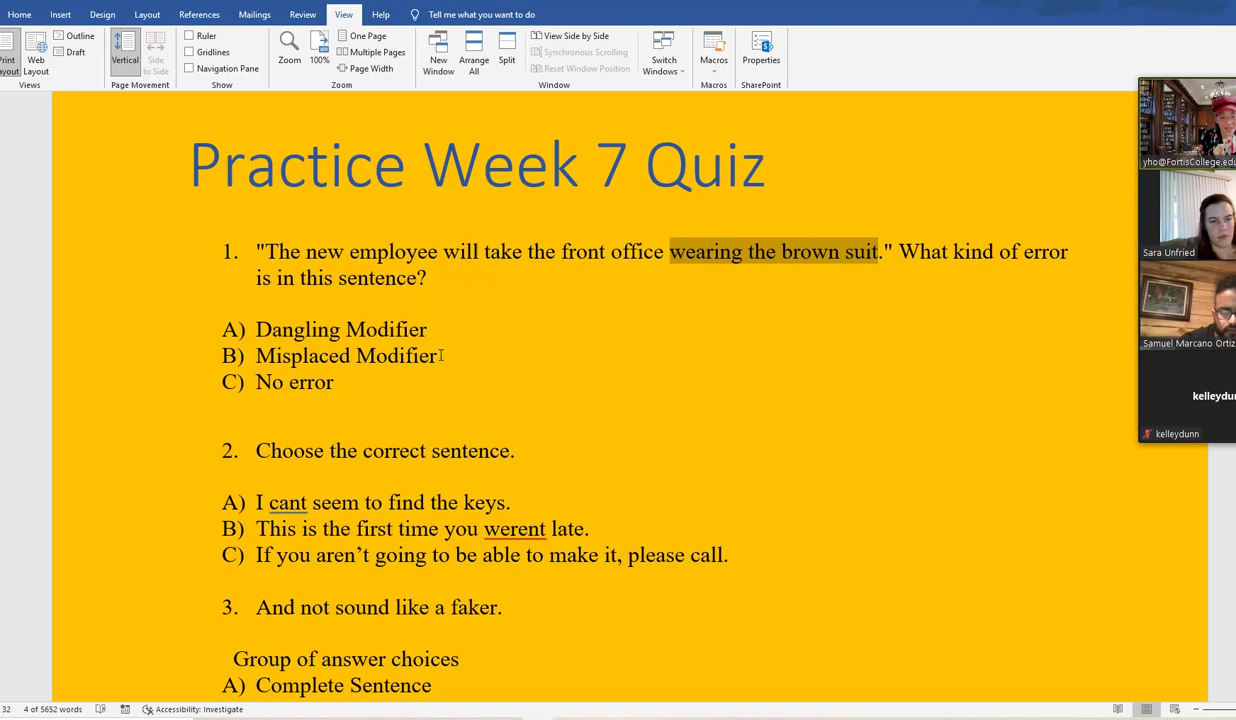 Home Insert Design Layout References Mailings Review View Help Tell me what you want to do
Outline
Draft
Web
Layout
Views
Vertical
Side
to Side
Page Movement
Ruler
Gridlines
Navigation Pane
Show
Zoom
100%
One Page
Multiple Pages
Page Width
Zoom
New
Window
Arrange
All
Split
View Side by Side
Synchronous Scrolling
Reset Window Position
Window
Switch
Windows
Macros
Macros
Properties
SharePoint
Practice Week 7 Quiz
1. "The new employee will take the front office wearing the brown suit." What kind of error
is in this sentence?
A) Dangling Modifier
B) Misplaced Modifier
C) No error
2. Choose the correct sentence.
A) I cant seem to find the keys.
B) This is the first time you werent late.
C) If you aren't going to be able to make it, please call.
3. And not sound like a faker.
Group of answer choices
A) Complete Sentence
yho@FortisCollege.edu
Sara Unfried
Samuel Marcano Ortiz
kelleydun
kelleydunn
32 4 of 5652 words Accessibility: Investigate